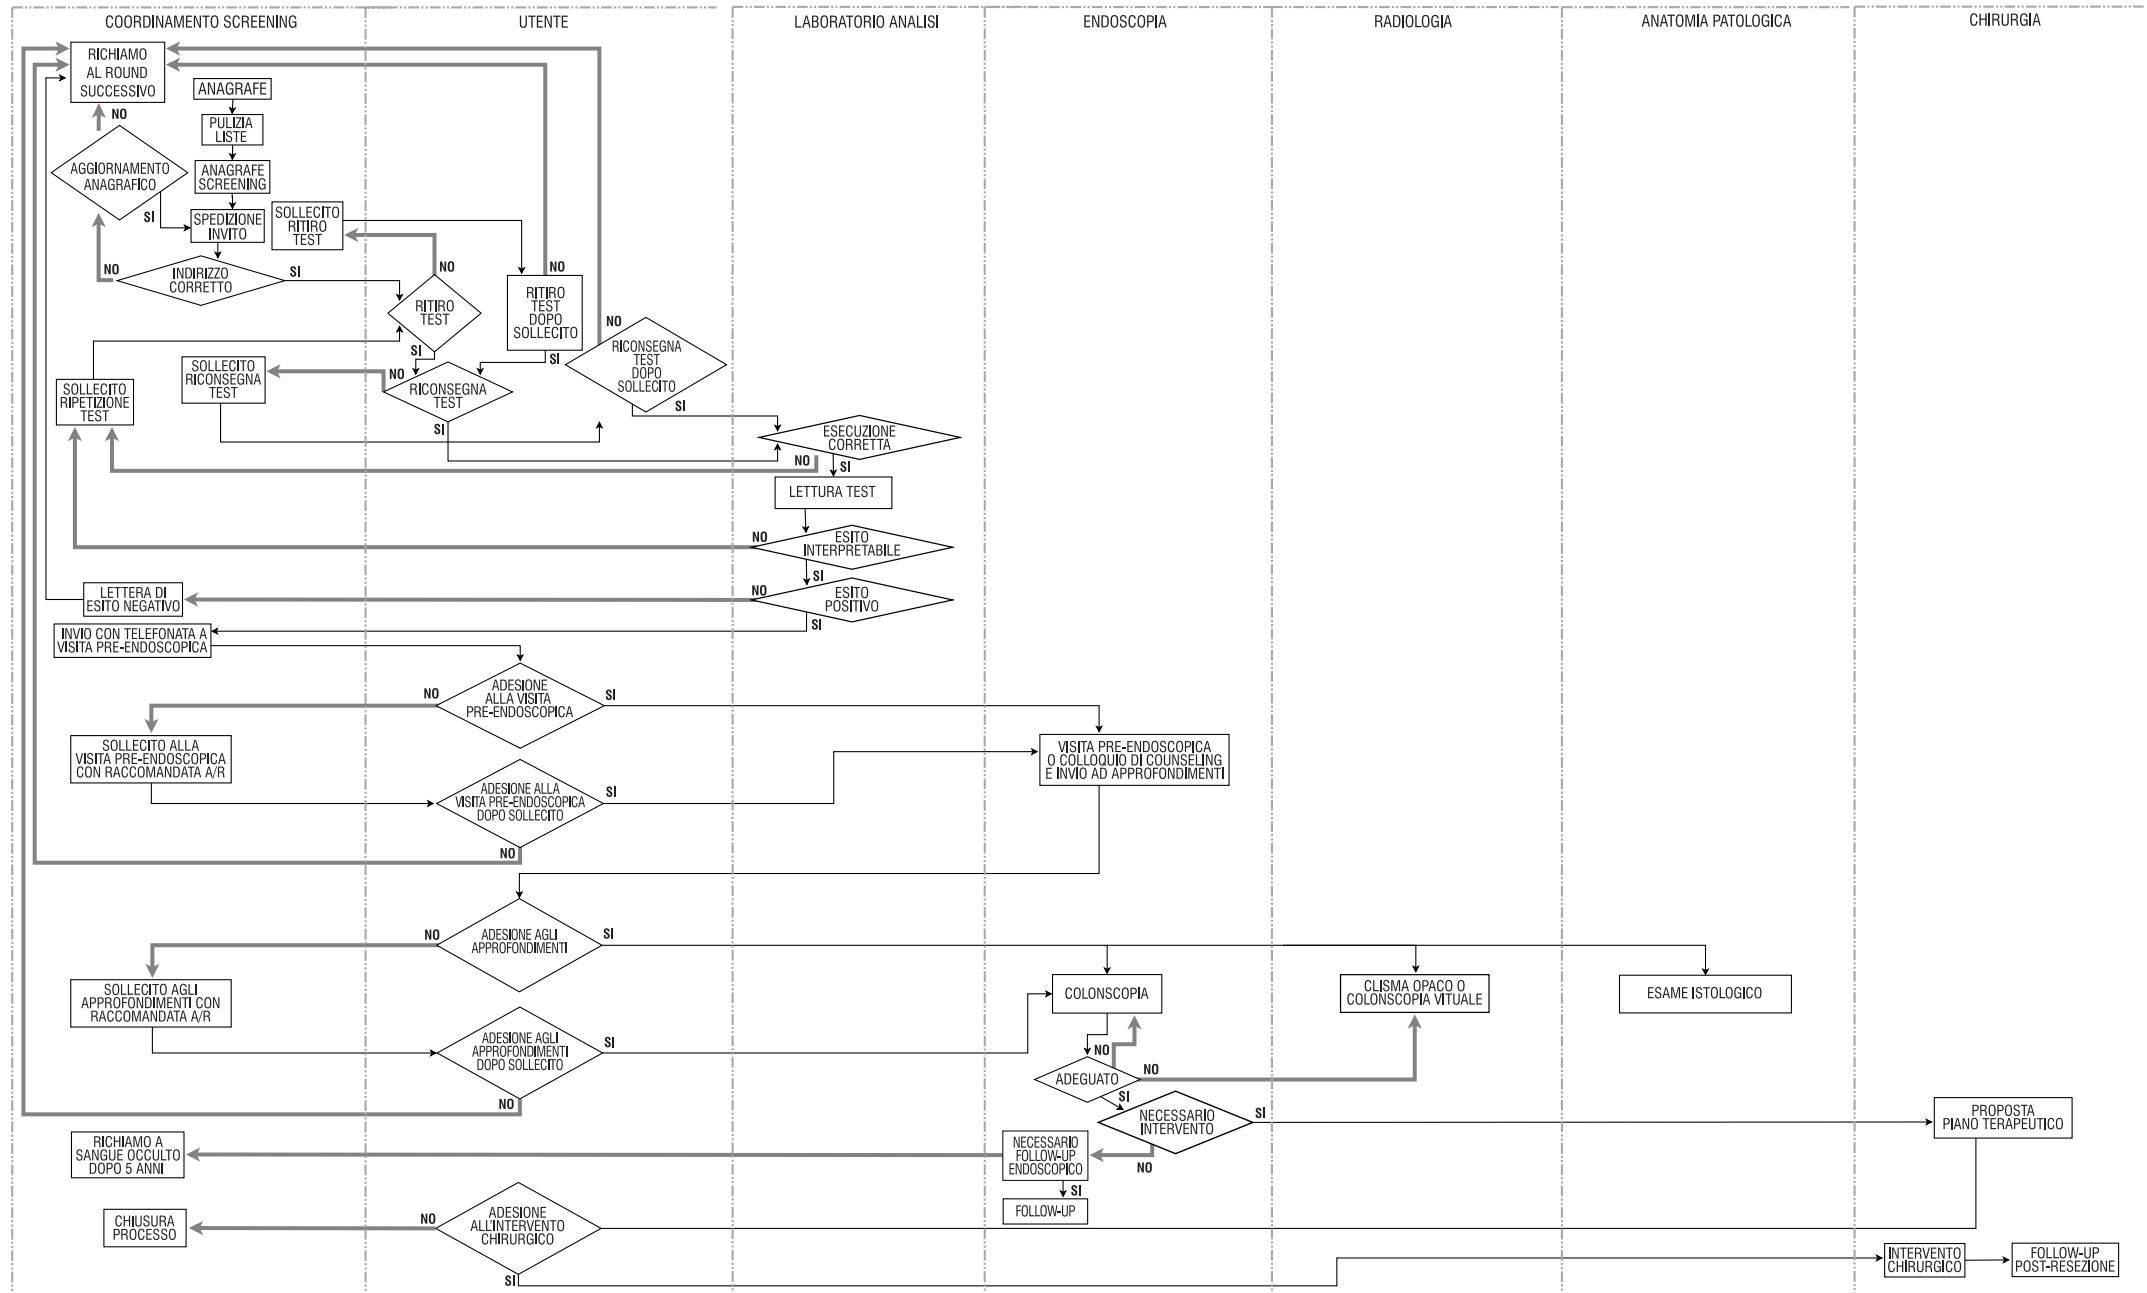 COORDINAMENTO SCREENING
UTENTE
LABORATORIO ANALISI
ENDOSCOPIA
RADIOLOGIA
ANATOMIA PATOLOGICA
CHIRURGIA
RICHIAMO
AL ROUND
SUCCESSIVO
ANAGRAFE
NO
PULIZIA
LISTE
AGGIORNAMENTO
ANAGRAFICO
ANAGRAFE
SCREENING
SI
SPEDIZIONE
INVITO
SOLLECITO
RITIRO
TEST
NO
INDIRIZZO
CORRETTO
SI
NO
RITIRO
TEST
SI
NO
RITIRO
TEST
DOPO
SOLLECITO
SI
NO
RICONSEGNA
TEST
DOPO
SOLLECITO
SI
SOLLECITO
RIPETIZIONE
TEST
SOLLECITO
RICONSEGNA
TEST
NO
RICONSEGNA
TEST
SI
ESECUZIONE
CORRETTA
NO
SI
LETTURA TEST
NO
ESITO
INTERPRETABILE
SI
LETTERA DI
ESITO NEGATIVO
NO
ESITO
POSITIVO
SI
INVIO CON TELEFONATA A
VISITA PRE-ENDOSCOPICA
NO
ADESIONE
ALLA VISITA
PRE-ENDOSCOPICA
SI
SOLLECITO ALLA
VISITA PRE-ENDOSCOPICA
CON RACCOMANDATA A/R
VISITA PRE-ENDOSCOPICA
O COLLOQUIO DI COUNSELING
E INVIO AD APPROFONDIMENTI
ADESIONE ALLA
VISITA PRE-ENDOSCOPICA
DOPO SOLLECITO
SI
NO
NO
ADESIONE AGLI
APPROFONDIMENTI
SI
SOLLECITO AGLI
APPROFONDIMENTI CON
RACCOMANDATA A/R
COLONSCOPIA
CLISMA OPACO O
COLONSCOPIA VITUALE
ESAME ISTOLOGICO
ADESIONE AGLI
APPROFONDIMENTI
DOPO SOLLECITO
SI
NO
NO
ADEGUATO
NO
SI
NECESSARIO
INTERVENTO
SI
NO
PROPOSTA
PIANO TERAPEUTICO
RICHIAMO A
SANGUE OCCULTO
DOPO 5 ANNI
NECESSARIO
FOLLOW-UP
ENDOSCOPICO
SI
FOLLOW-UP
CHIUSURA
PROCESSO
NO
ADESIONE
ALL'INTERVENTO
CHIRURGICO
SI
INTERVENTO
CHIRURGICO
FOLLOW-UP
POST-RESEZIONE